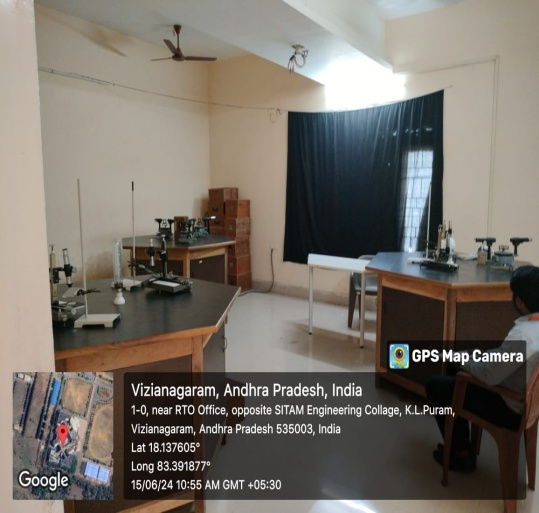 GPS Map Camera
Vizianagaram, Andhra Pradesh, India
1-0, near RTO Office, opposite SITAM Engineering Collage, K.L.Puram,
Vizianagaram, Andhra Pradesh 535003, India
Lat 18.137605°
Long 83.391877°
15/06/24 10:55 AM GMT +05:30
Google